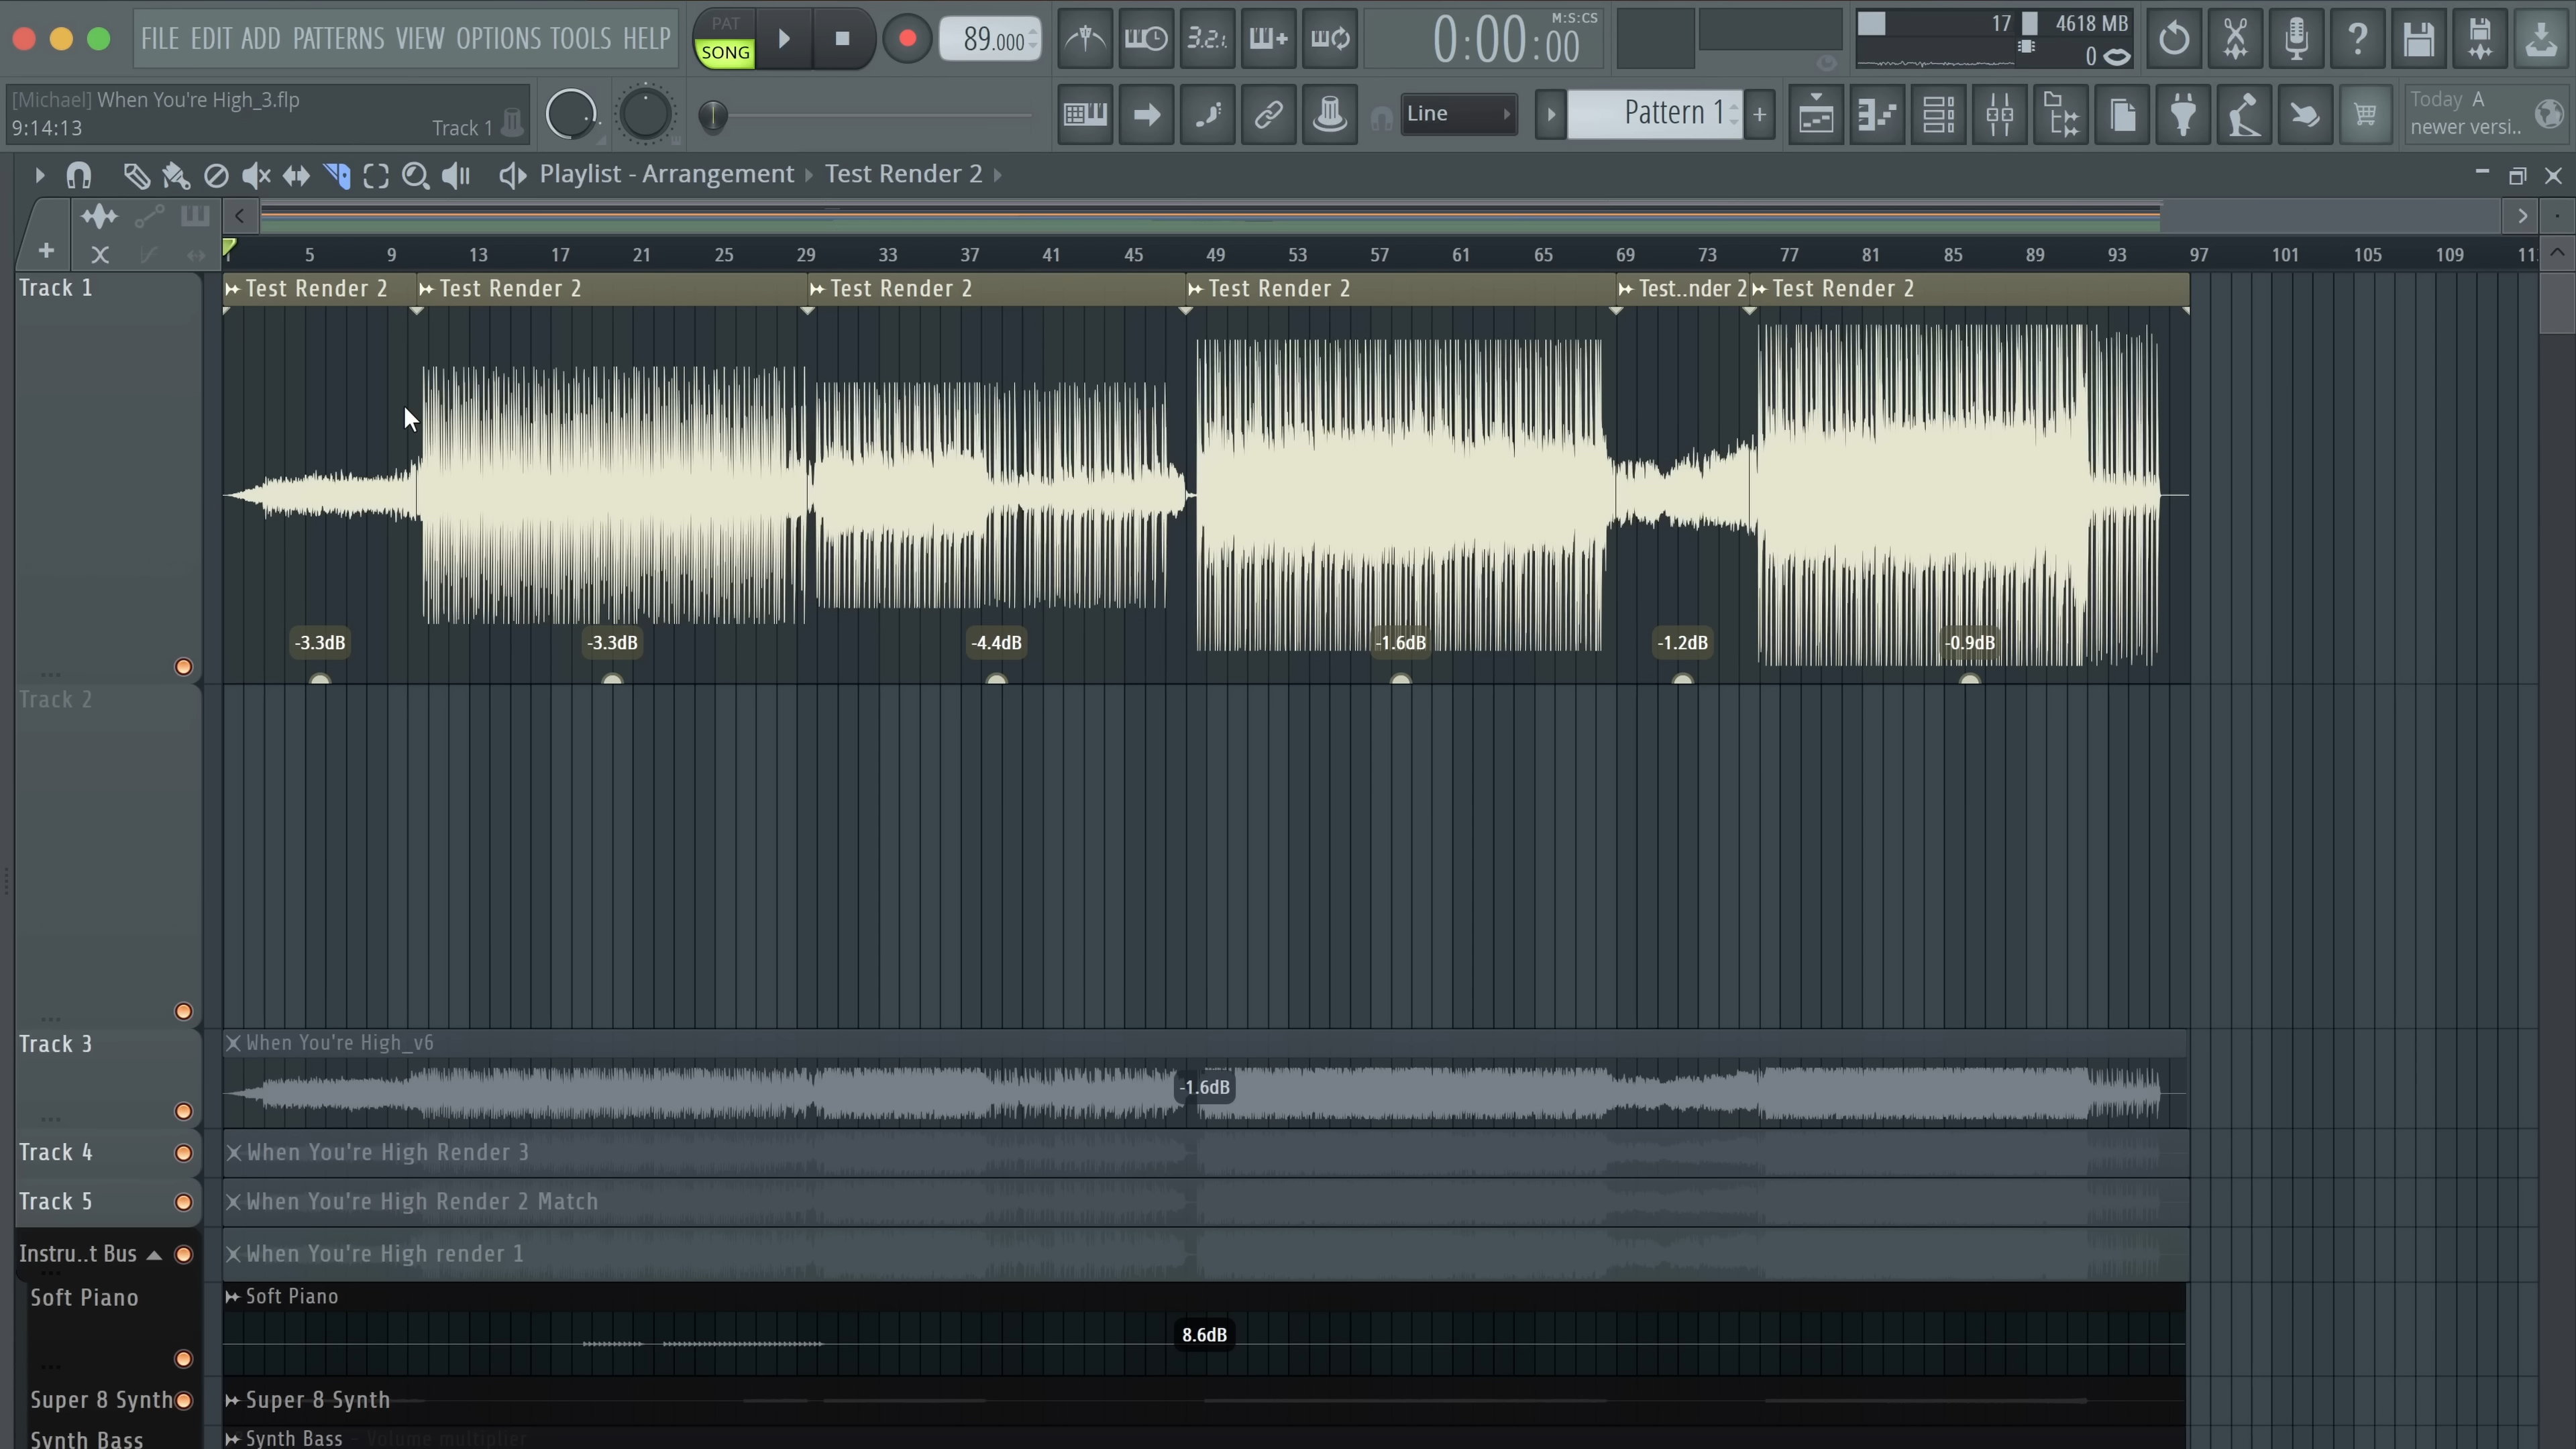 FILE EDIT ADD PATTERNS VIEW OPTIONS TOOLS HELP
PAT
SONG
89.000
3.2.1.
M:S:CS
0:00:00
17
4618 MB
0
?
[Michael] When You're High_3.flp
9:14:13
Track 1
Line
Pattern 1
+
Today A
newer versi..
Playlist - Arrangement
Test Render 2
+
1 5 9 13 17 21 25 29 33 37 41 45 49 53 57 61 65 69 73 77 81 85 89 93 97 101 105 109
Track 1
Test Render 2
Test Render 2
Test Render 2
Test Render 2
Test..nder 2
Test Render 2
-3.3dB
-3.3dB
-4.4dB
-1.6dB
-1.2dB
-0.9dB
Track 2
Track 3
When You're High_v6
-1.6dB
Track 4
When You're High Render 3
Track 5
When You're High Render 2 Match
Instru..t Bus
When You're High render 1
Soft Piano
Soft Piano
8.6dB
Super 8 Synth
Super 8 Synth
Synth Bass
Synth Bass - Volume multiplier